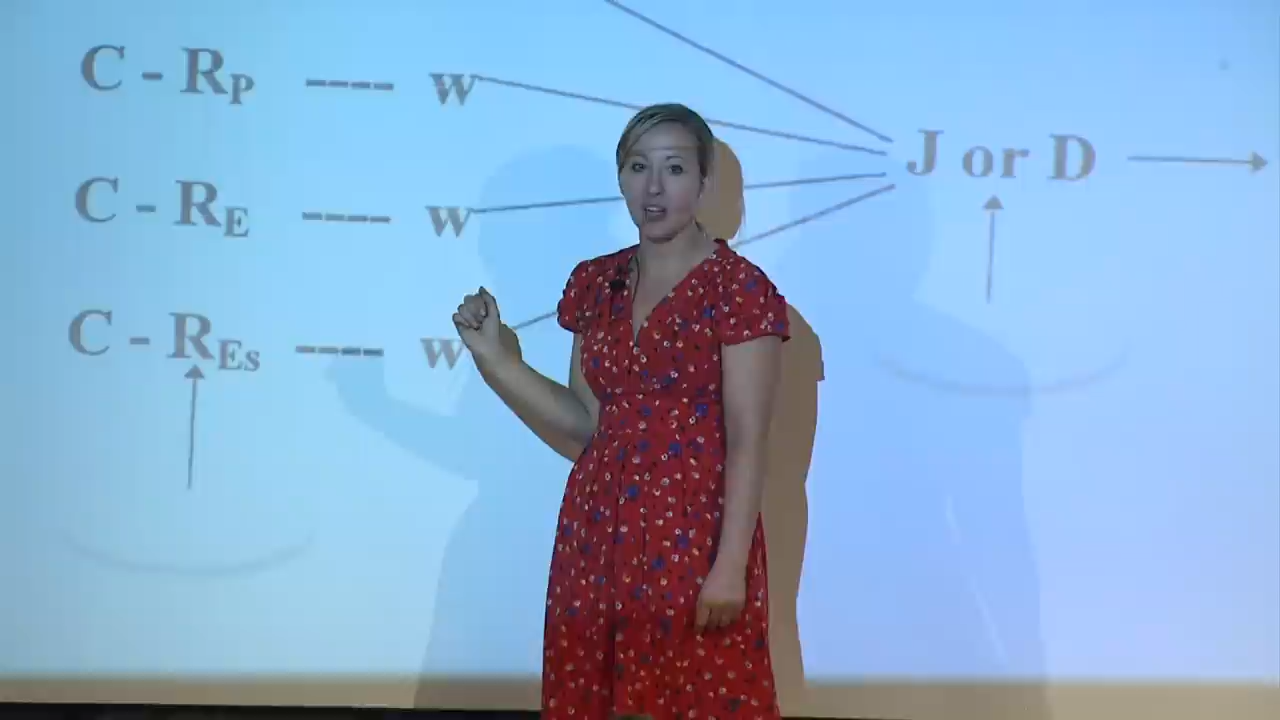 C - RP ---- w
J or D
C - RE ---- w
C - REs ---- w